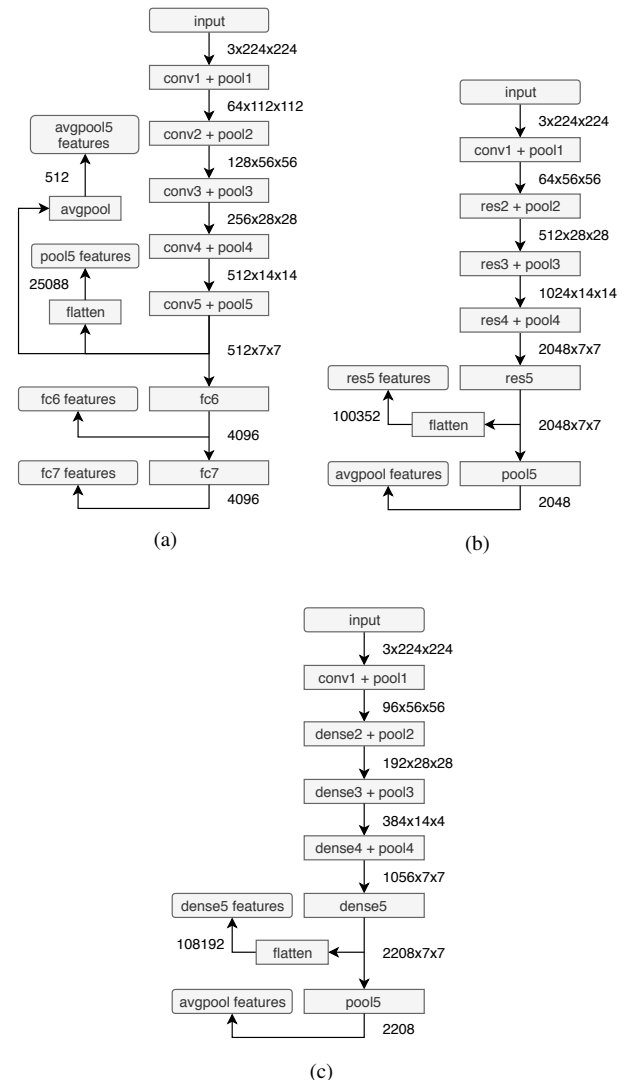 input
3x224x224
conv1 + pool1
64x112x112
avgpool5
features
conv2 + pool2
128x56x56
512
conv3 + pool3
avgpool
256x28x28
pool5 features
conv4 + pool4
25088
512x14x14
flatten
conv5 + pool5
512x7x7
fc6 features
fc6
4096
fc7 features
fc7
4096
(a)
input
3x224x224
conv1 + pool1
64x56x56
res2 + pool2
512x28x28
res3 + pool3
1024x14x14
res4 + pool4
2048x7x7
res5 features
res5
100352
flatten
2048x7x7
avgpool features
pool5
2048
(b)
input
3x224x224
conv1 + pool1
96x56x56
dense2 + pool2
192x28x28
dense3 + pool3
384x14x4
dense4 + pool4
1056x7x7
dense5 features
dense5
108192
flatten
2208x7x7
avgpool features
pool5
2208
(c)